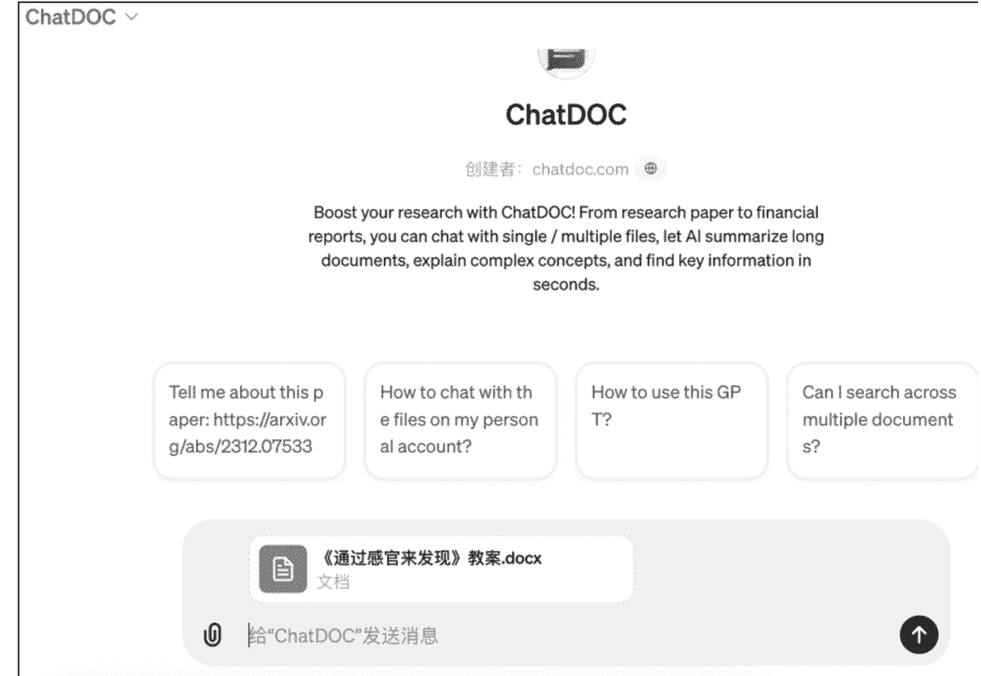 ChatDOC
ChatDOC
创建者： chatdoc.com
Boost your research with ChatDOC! From research paper to financial
reports, you can chat with single / multiple files, let AI summarize long
documents, explain complex concepts, and find key information in
seconds.
Tell me about this p
aper: https://arxiv.or
g/abs/2312.07533
How to chat with th
e files on my person
al account?
How to use this GP
T?
Can I search across
multiple document
s?
《通过感官来发现》教案.docx
文档
给“ChatDOC”发送消息